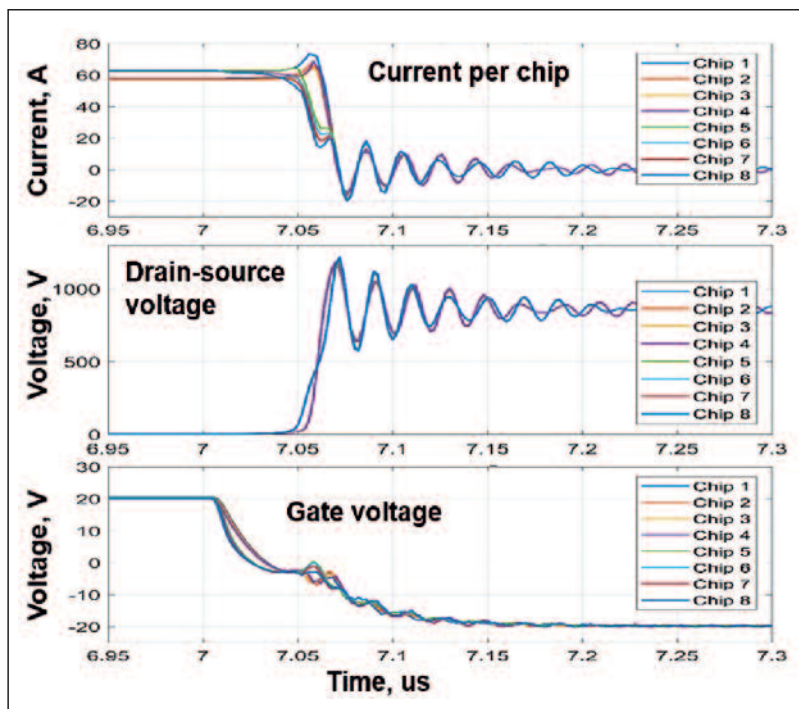 Current, A
80
60
40
20
0
-20
Current per chip
Chip 1
Chip 2
Chip 3
Chip 4
Chip 5
Chip 6
Chip 7
Chip 8
6.95 7 7.05 7.1 7.15 7.2 7.25 7.3
Voltage, V
1000
500
0
Drain-source
voltage
Chip 1
Chip 2
Chip 3
Chip 4
Chip 5
Chip 6
Chip 7
Chip 8
6.95 7 7.05 7.1 7.15 7.2 7.25 7.3
Voltage, V
30
20
10
0
-10
-20
Gate voltage
Chip 1
Chip 2
Chip 3
Chip 4
Chip 5
Chip 6
Chip 7
Chip 8
6.95 7 7.05 7.1 7.15 7.2 7.25 7.3
Time, us